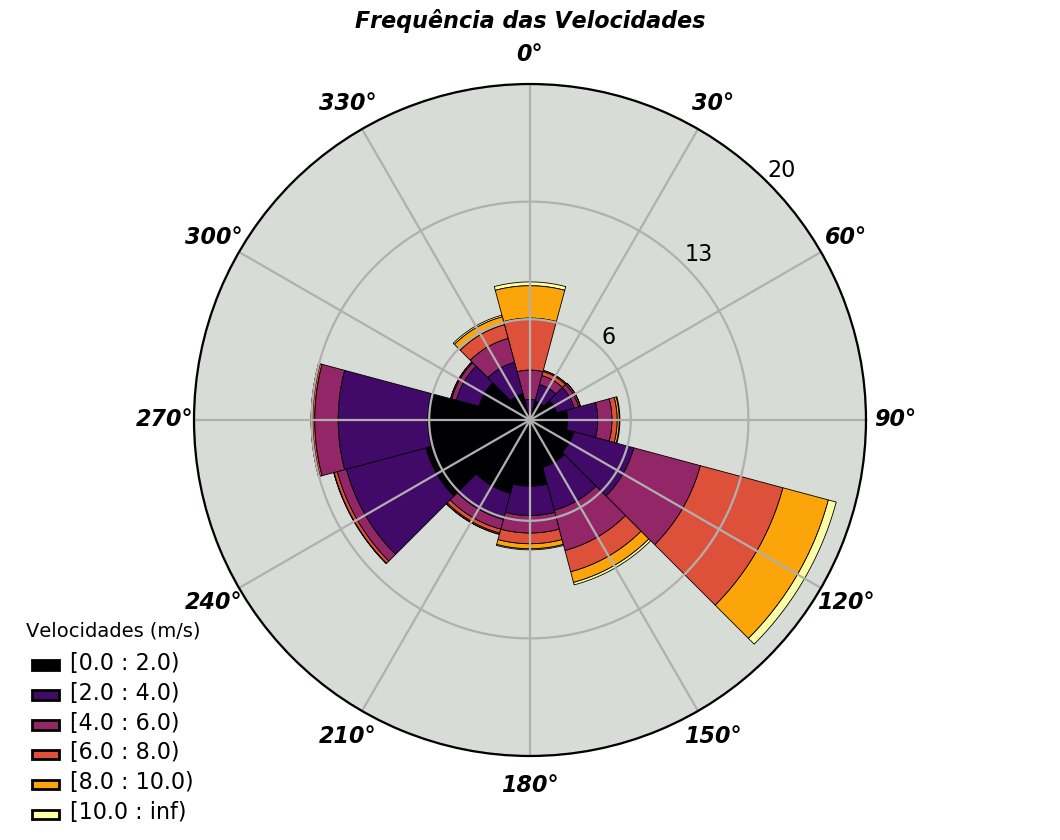 Frequência das Velocidades
0°
330°
30°
20
300°
60°
13
6
270°
90°
240°
120°
Velocidades (m/s)
[0.0 : 2.0)
[2.0 : 4.0)
[4.0 : 6.0)
[6.0 : 8.0)
[8.0 : 10.0)
[10.0 : inf)
210°
150°
180°